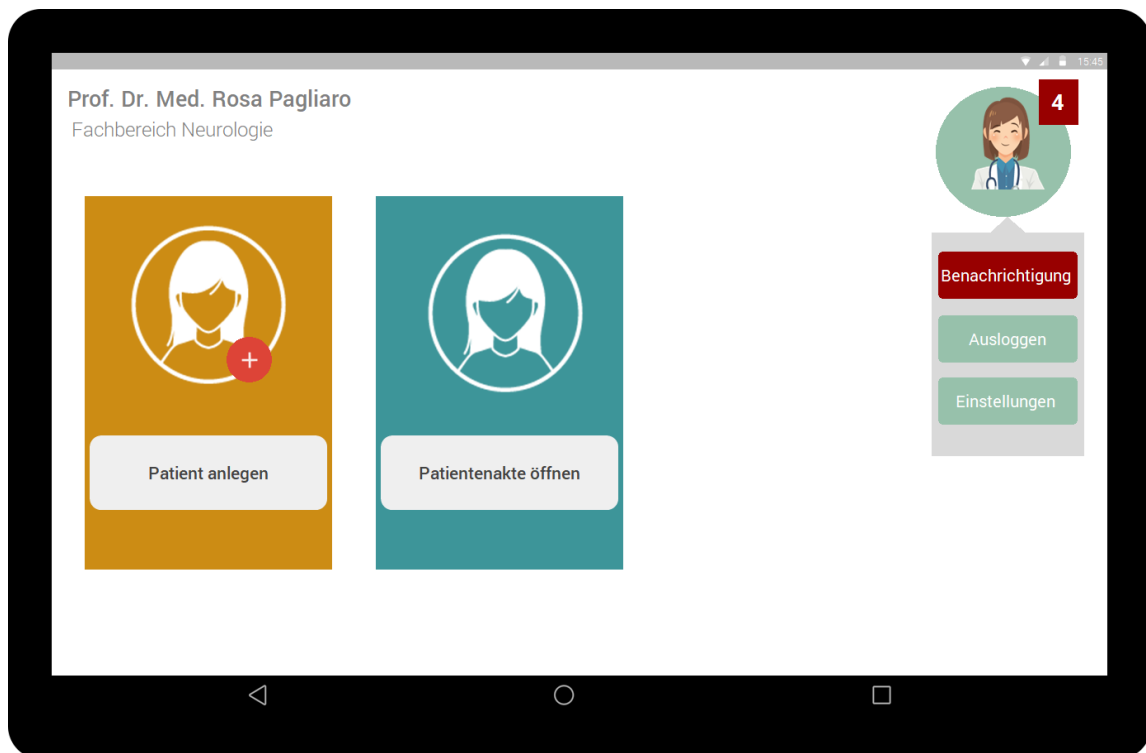 15:45
Prof. Dr. Med. Rosa Pagliaro
Fachbereich Neurologie
4
Benachrichtigung
Ausloggen
Einstellungen
Patient anlegen
Patientenakte öffnen